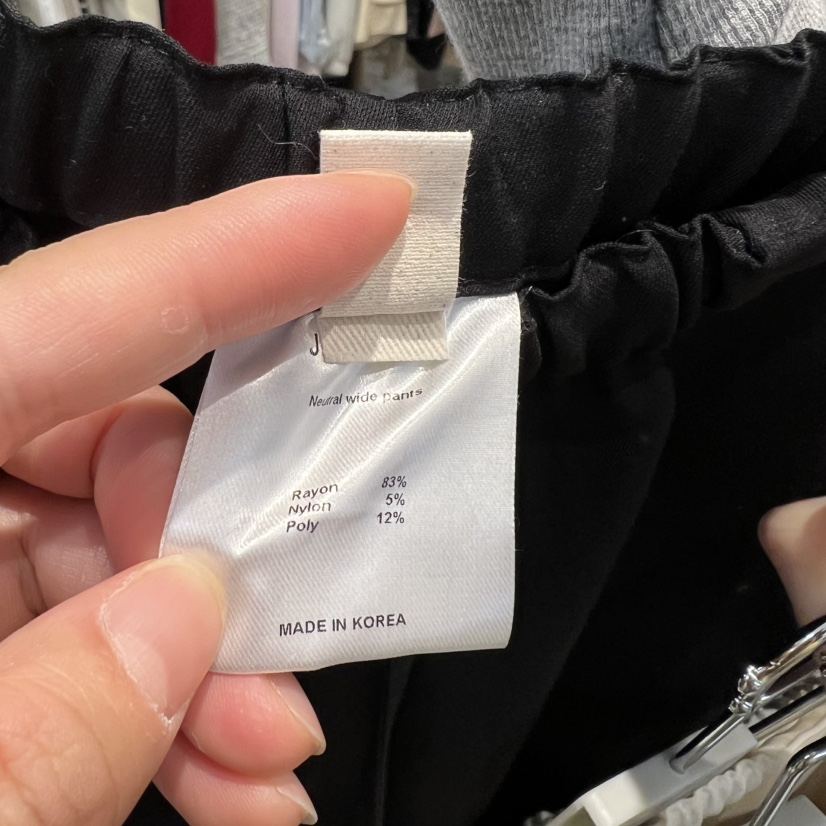 J
Neutral wide pants
Rayon 83%
Nylon 5%
Poly 12%
MADE IN KOREA